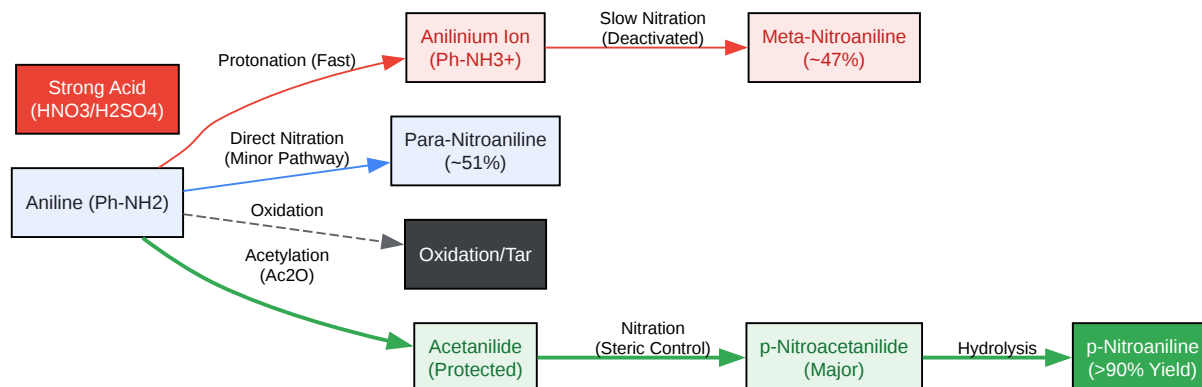 Strong Acid
(HNO3/H2SO4)
Aniline (Ph-NH2)
Protonation (Fast)
Anilinium Ion
(Ph-NH3+)
Slow Nitration
(Deactivated)
Meta-Nitroaniline
(~47%)
Direct Nitration
(Minor Pathway)
Para-Nitroaniline
(~51%)
Oxidation
Oxidation/Tar
Acetylation
(Ac2O)
Acetanilide
(Protected)
Nitration
(Steric Control)
p-Nitroacetanilide
(Major)
Hydrolysis
p-Nitroaniline
(>90% Yield)